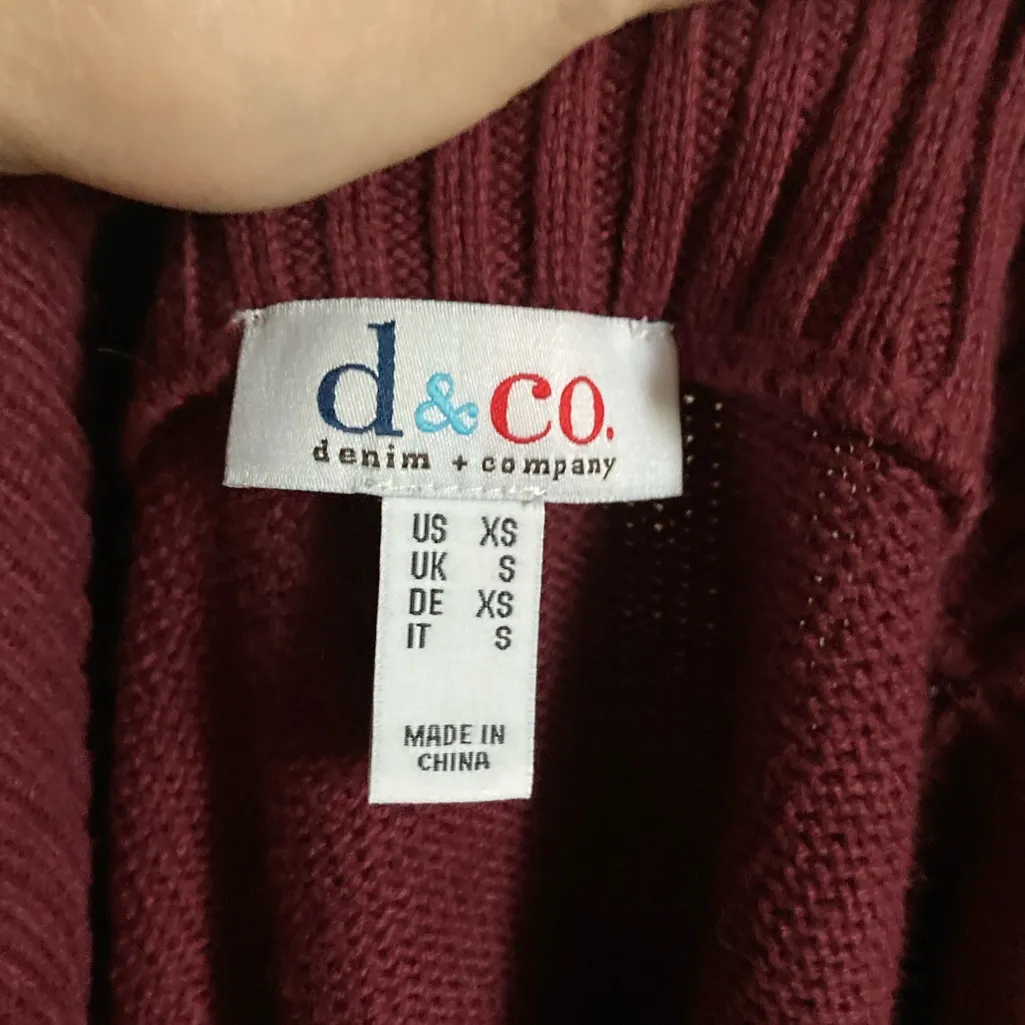 d&co.
denim + company
US XS
UK S
DE XS
IT S
MADE IN
CHINA